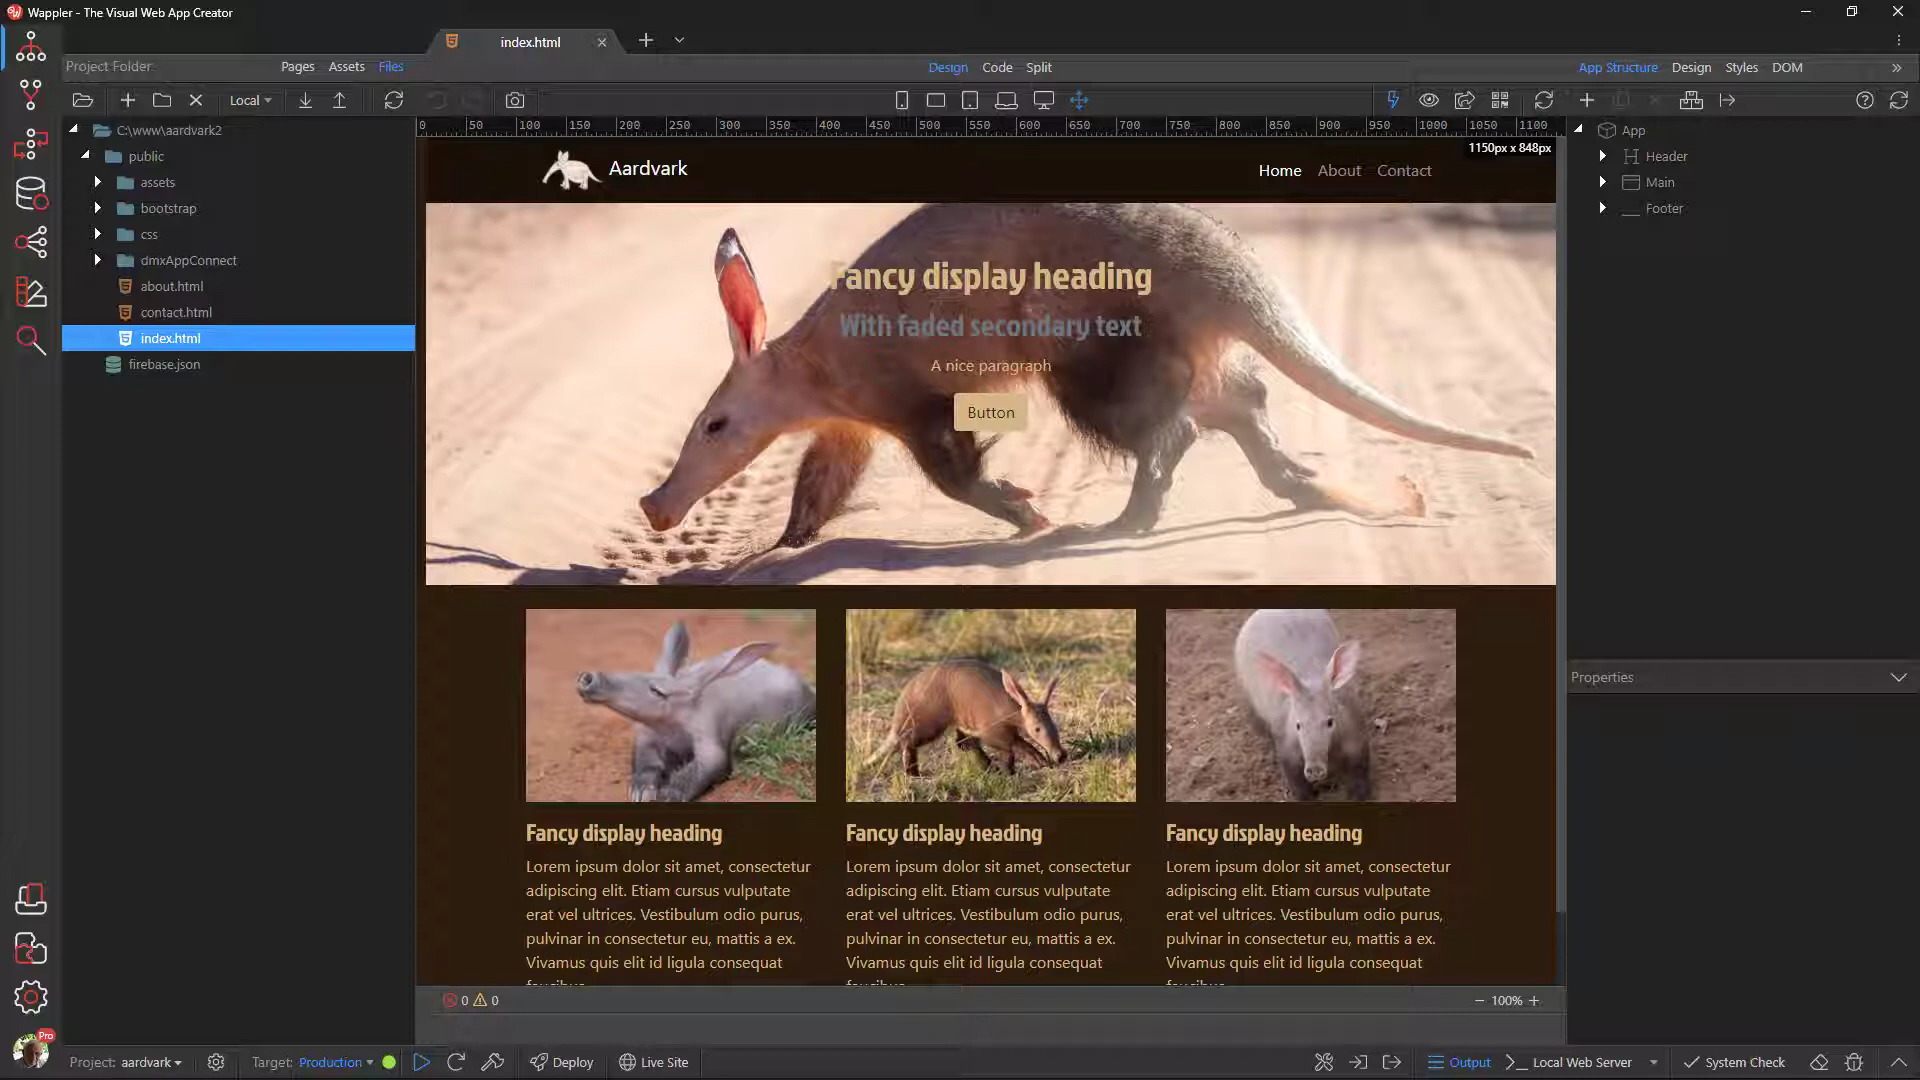 Wappler - The Visual Web App Creator
index.html
Project Folder:
Pages Assets Files
Design Code Split
App Structure Design Styles DOM
Local
0 50 100 150 200 250 300 350 400 450 500 550 600 650 700 750 800 850 900 950 1000 1050 1100
1150px x 848px
C:\www\aardvark2
public
assets
bootstrap
css
dmxAppConnect
about.html
contact.html
index.html
firebase.json
Aardvark
Home About Contact
Fancy display heading
With faded secondary text
A nice paragraph
Button
Fancy display heading
Lorem ipsum dolor sit amet, consectetur
adipiscing elit. Etiam cursus vulputate
erat vel ultrices. Vestibulum odio purus,
pulvinar in consectetur eu, mattis a ex.
Vivamus quis elit id ligula consequat
Fancy display heading
Lorem ipsum dolor sit amet, consectetur
adipiscing elit. Etiam cursus vulputate
erat vel ultrices. Vestibulum odio purus,
pulvinar in consectetur eu, mattis a ex.
Vivamus quis elit id ligula consequat
Fancy display heading
Lorem ipsum dolor sit amet, consectetur
adipiscing elit. Etiam cursus vulputate
erat vel ultrices. Vestibulum odio purus,
pulvinar in consectetur eu, mattis a ex.
Vivamus quis elit id ligula consequat
App
Header
Main
Footer
Properties
0 0
100%
Pro
Project: aardvark
Target: Production
Deploy
Live Site
Output
Local Web Server
System Check